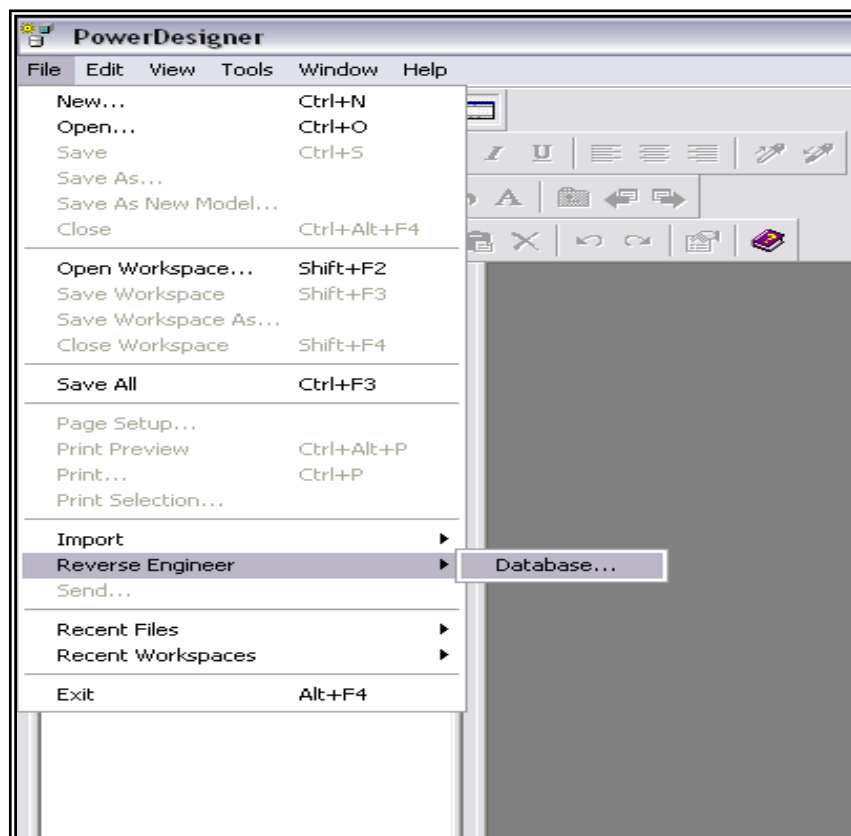 PowerDesigner
File Edit View Tools Window Help
New... Ctrl+N
Open... Ctrl+O
Save Ctrl+S
Save As...
Save As New Model...
Close Ctrl+Alt+F4
Open Workspace... Shift+F2
Save Workspace Shift+F3
Save Workspace As...
Close Workspace Shift+F4
Save All Ctrl+F3
Page Setup...
Print Preview Ctrl+Alt+P
Print... Ctrl+P
Print Selection...
Import
Reverse Engineer Database...
Send...
Recent Files
Recent Workspaces
Exit Alt+F4